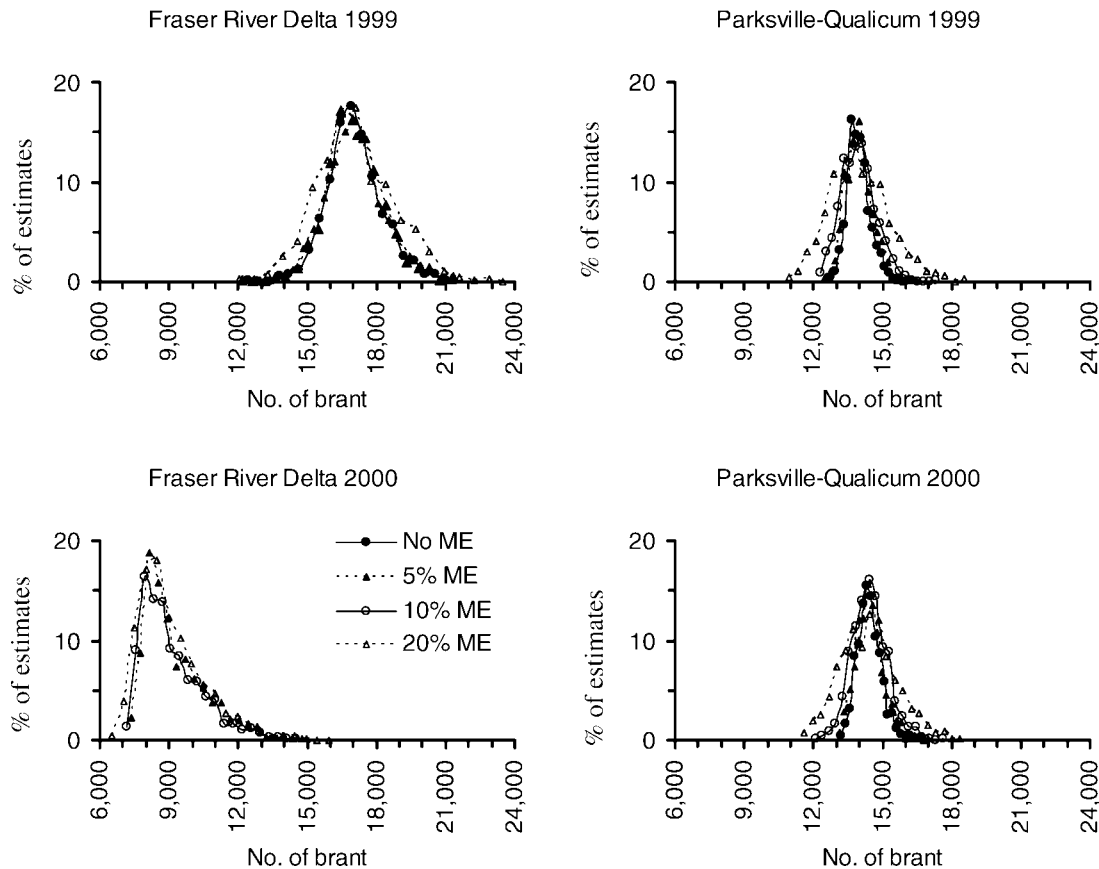 Fraser River Delta 1999
20
10
0
% of estimates
6,000
9,000
12,000
15,000
18,000
21,000
24,000
No. of brant
Parksville-Qualicum 1999
20
10
0
% of estimates
6,000
9,000
12,000
15,000
18,000
21,000
24,000
No. of brant
Fraser River Delta 2000
20
10
0
% of estimates
6,000
9,000
12,000
15,000
18,000
21,000
24,000
No. of brant
No ME
5% ME
10% ME
20% ME
Parksville-Qualicum 2000
20
10
0
% of estimates
6,000
9,000
12,000
15,000
18,000
21,000
24,000
No. of brant